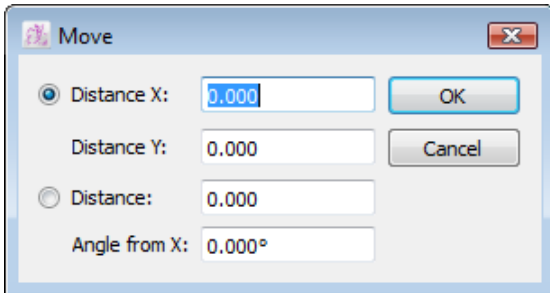 Move
Distance X: 0.000 OK
Distance Y: 0.000 Cancel
Distance: 0.000
Angle from X: 0.000°